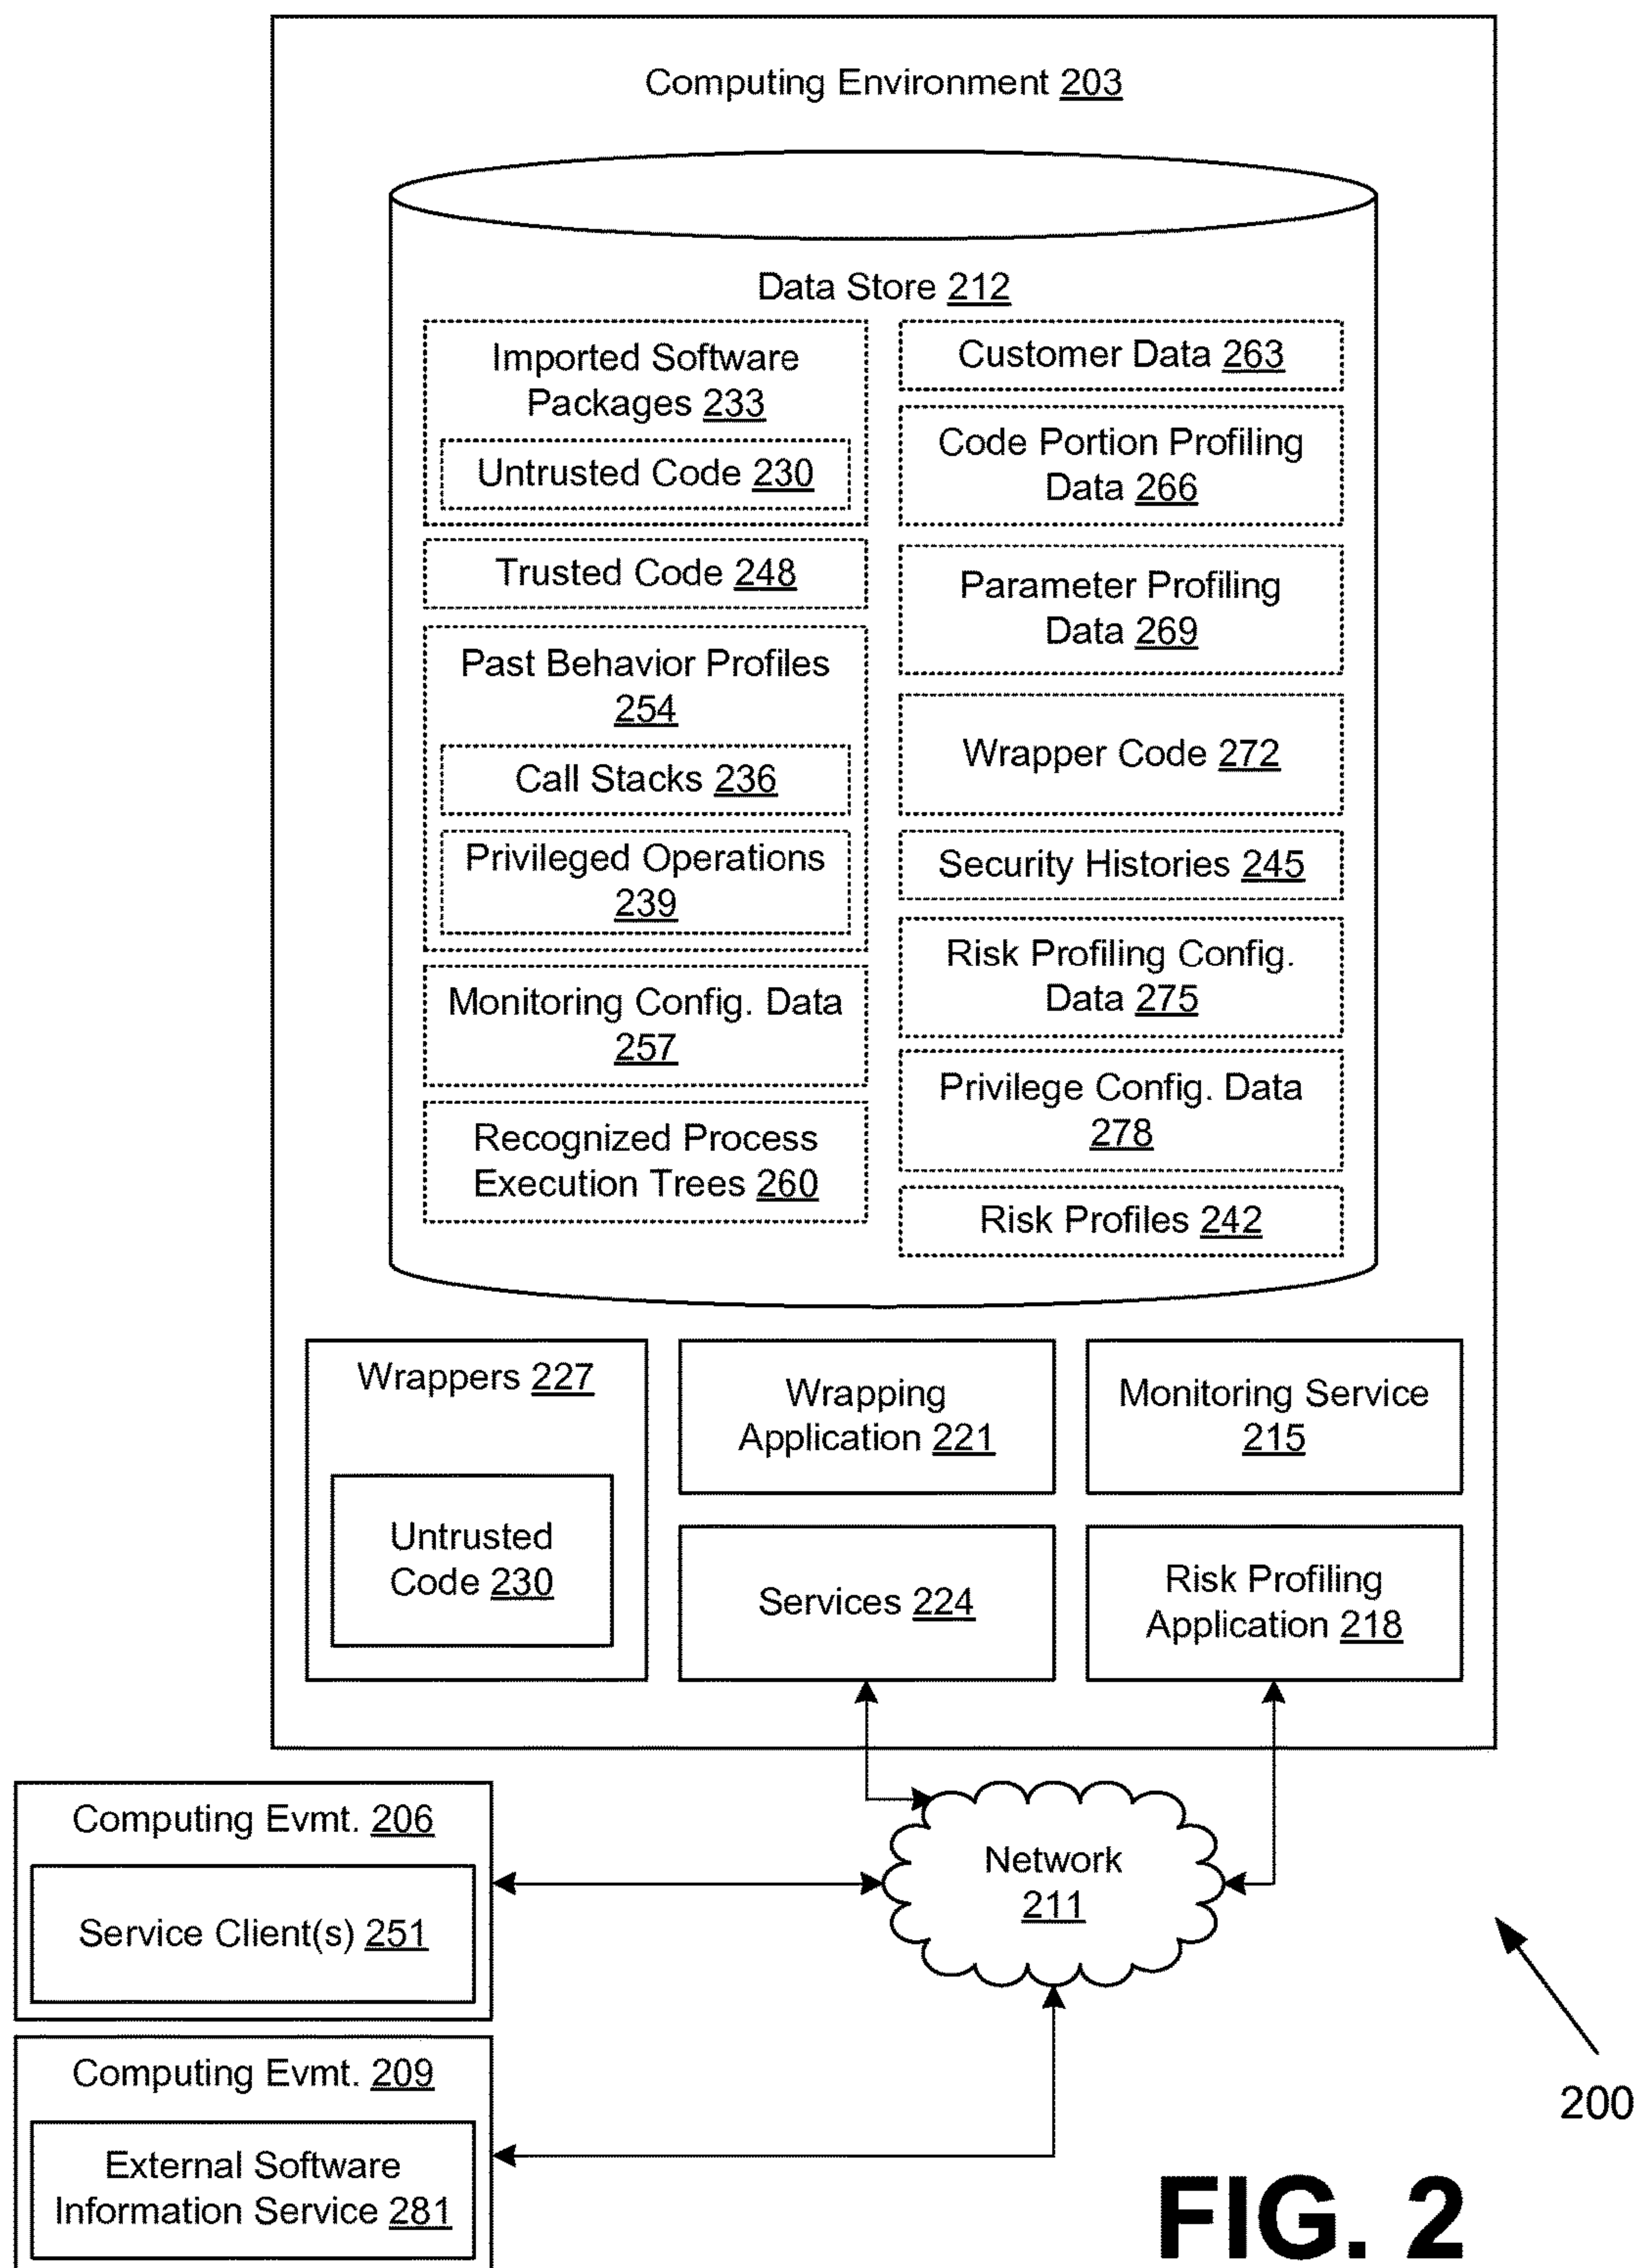 Computing Environment 203
Data Store 212
Imported Software
Packages 233
Untrusted Code 230
Trusted Code 248
Past Behavior Profiles
254
Call Stacks 236
Privileged Operations
239
Monitoring Config. Data
257
Recognized Process
Execution Trees 260
Customer Data 263
Code Portion Profiling
Data 266
Parameter Profiling
Data 269
Wrapper Code 272
Security Histories 245
Risk Profiling Config.
Data 275
Privilege Config. Data
278
Risk Profiles 242
Wrappers 227
Untrusted
Code 230
Wrapping
Application 221
Monitoring Service
215
Services 224
Risk Profiling
Application 218
Computing Evmt. 206
Service Client(s) 251
Network
211
Computing Evmt. 209
External Software
Information Service 281
200
FIG. 2